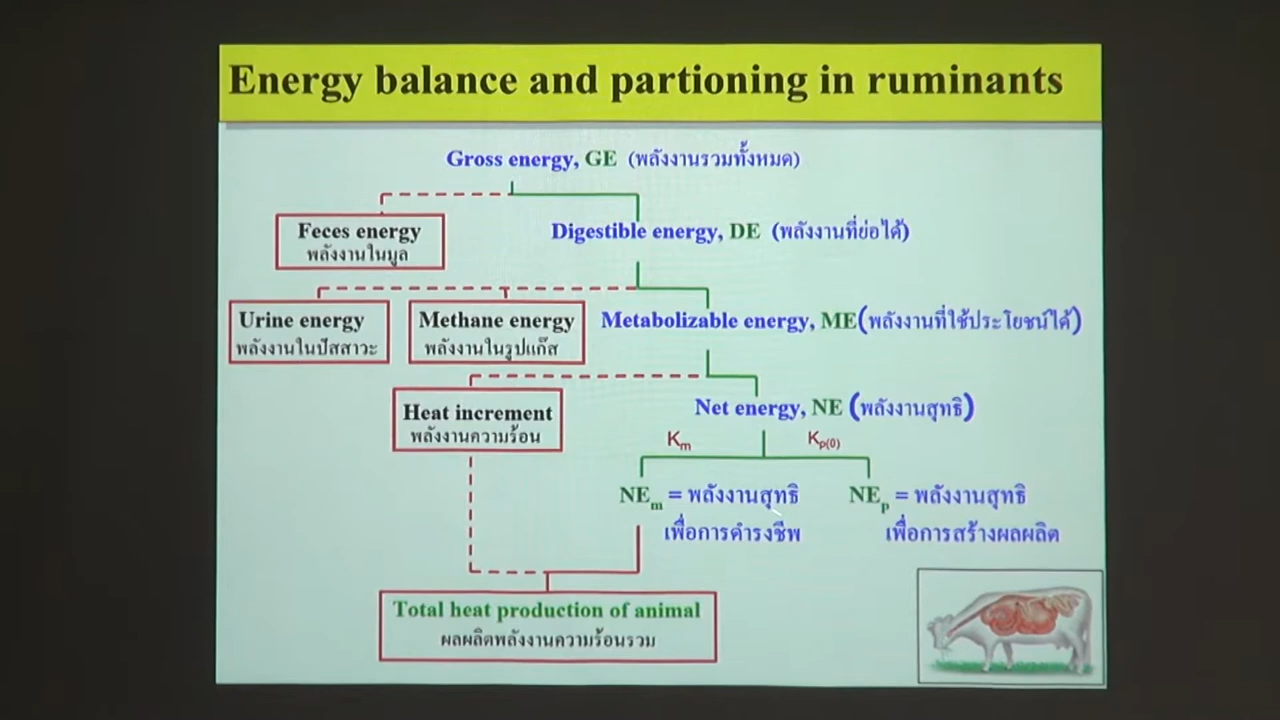 Energy balance and partioning in ruminants
Gross energy, GE (พลังงานรวมทั้งหมด)
Feces energy
พลังงานในมูล
Digestible energy, DE (พลังงานที่ย่อได้)
Urine energy
พลังงานในปัสสาวะ
Methane energy
พลังงานในรูปแก๊ส
Metabolizable energy, ME(พลังงานที่ใช้ประโยชน์ได้)
Heat increment
พลังงานความร้อน
Net energy, NE (พลังงานสุทธิ)
Km
Kp(0)
NEm = พลังงานสุทธิ
เพื่อการดำรงชีพ
NEp = พลังงานสุทธิ
เพื่อการสร้างผลผลิต
Total heat production of animal
ผลผลิตพลังงานความร้อนรวม